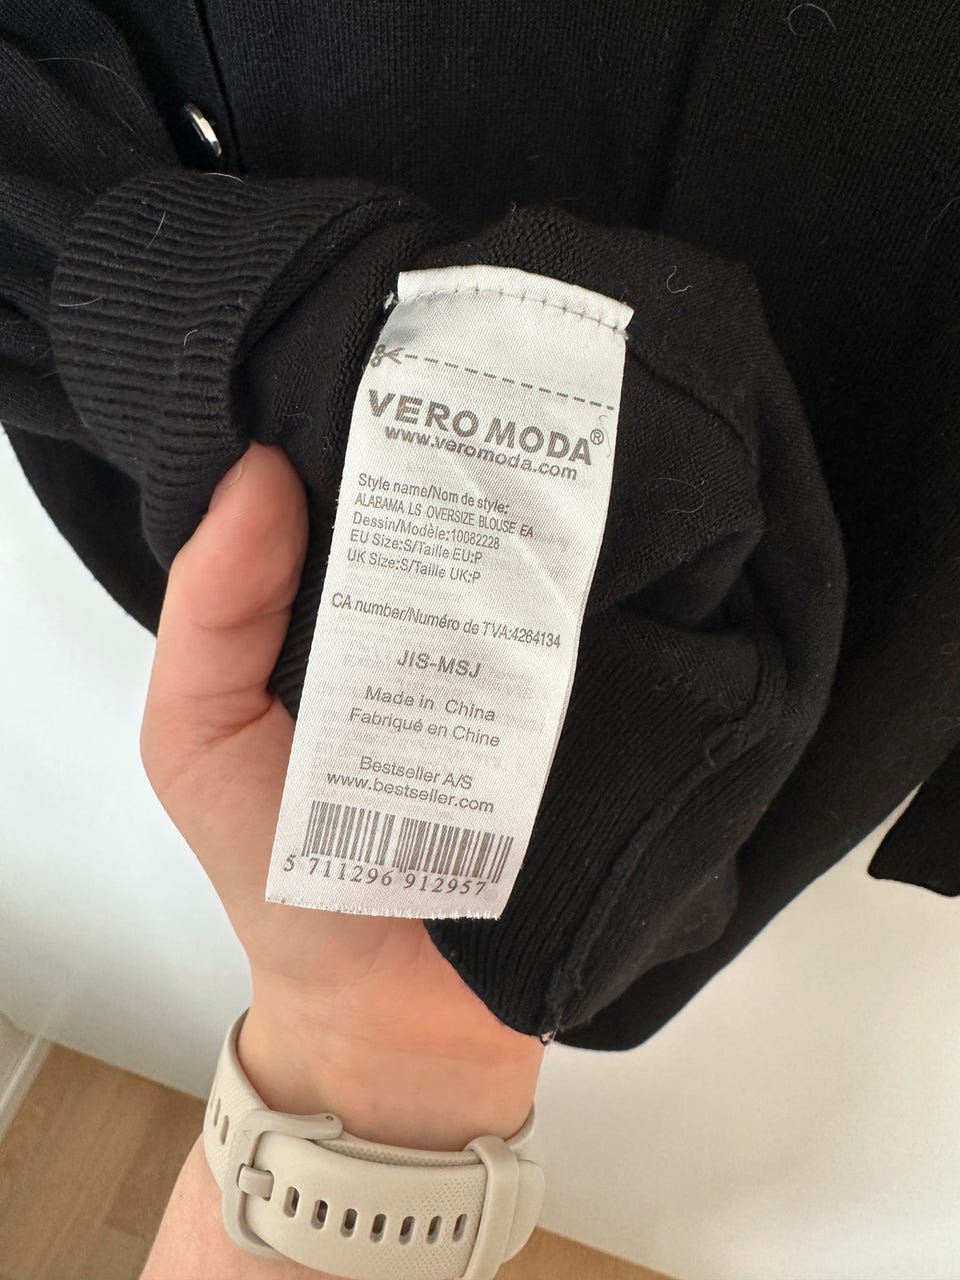 VERO MODA®
www.veromoda.com
Style name/Nom de style:
ALABAMA LS OVERSIZE BLOUSE EA
Dessin/Modèle:10082228
EU Size:S/Taille EU:P
UK Size:S/Taille UK:P
CA number/Numéro de TVA:4264134
JIS-MSJ
Made in China
Fabriqué en Chine
Bestseller A/S
www.bestseller.com
5 711296 912957